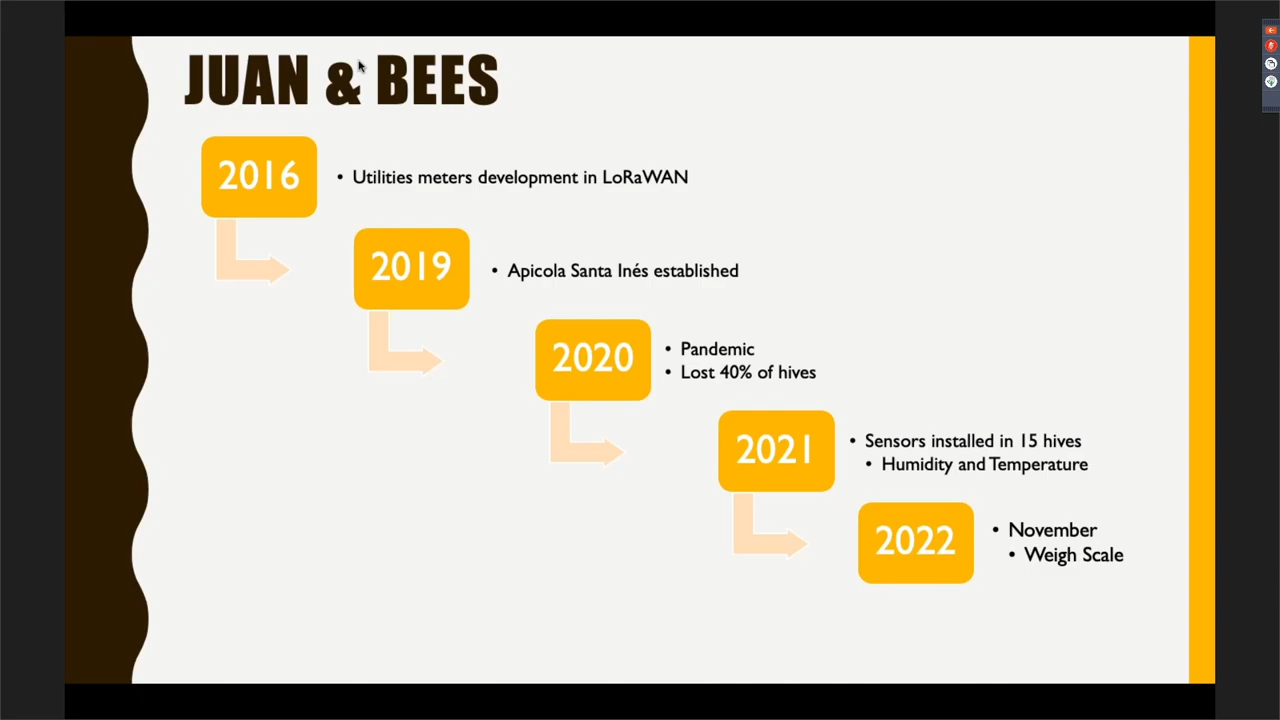 JUAN & BEES
2016
• Utilities meters development in LoRaWAN
2019
• Apicola Santa Inés established
2020
• Pandemic
• Lost 40% of hives
2021
• Sensors installed in 15 hives
• Humidity and Temperature
2022
• November
• Weigh Scale